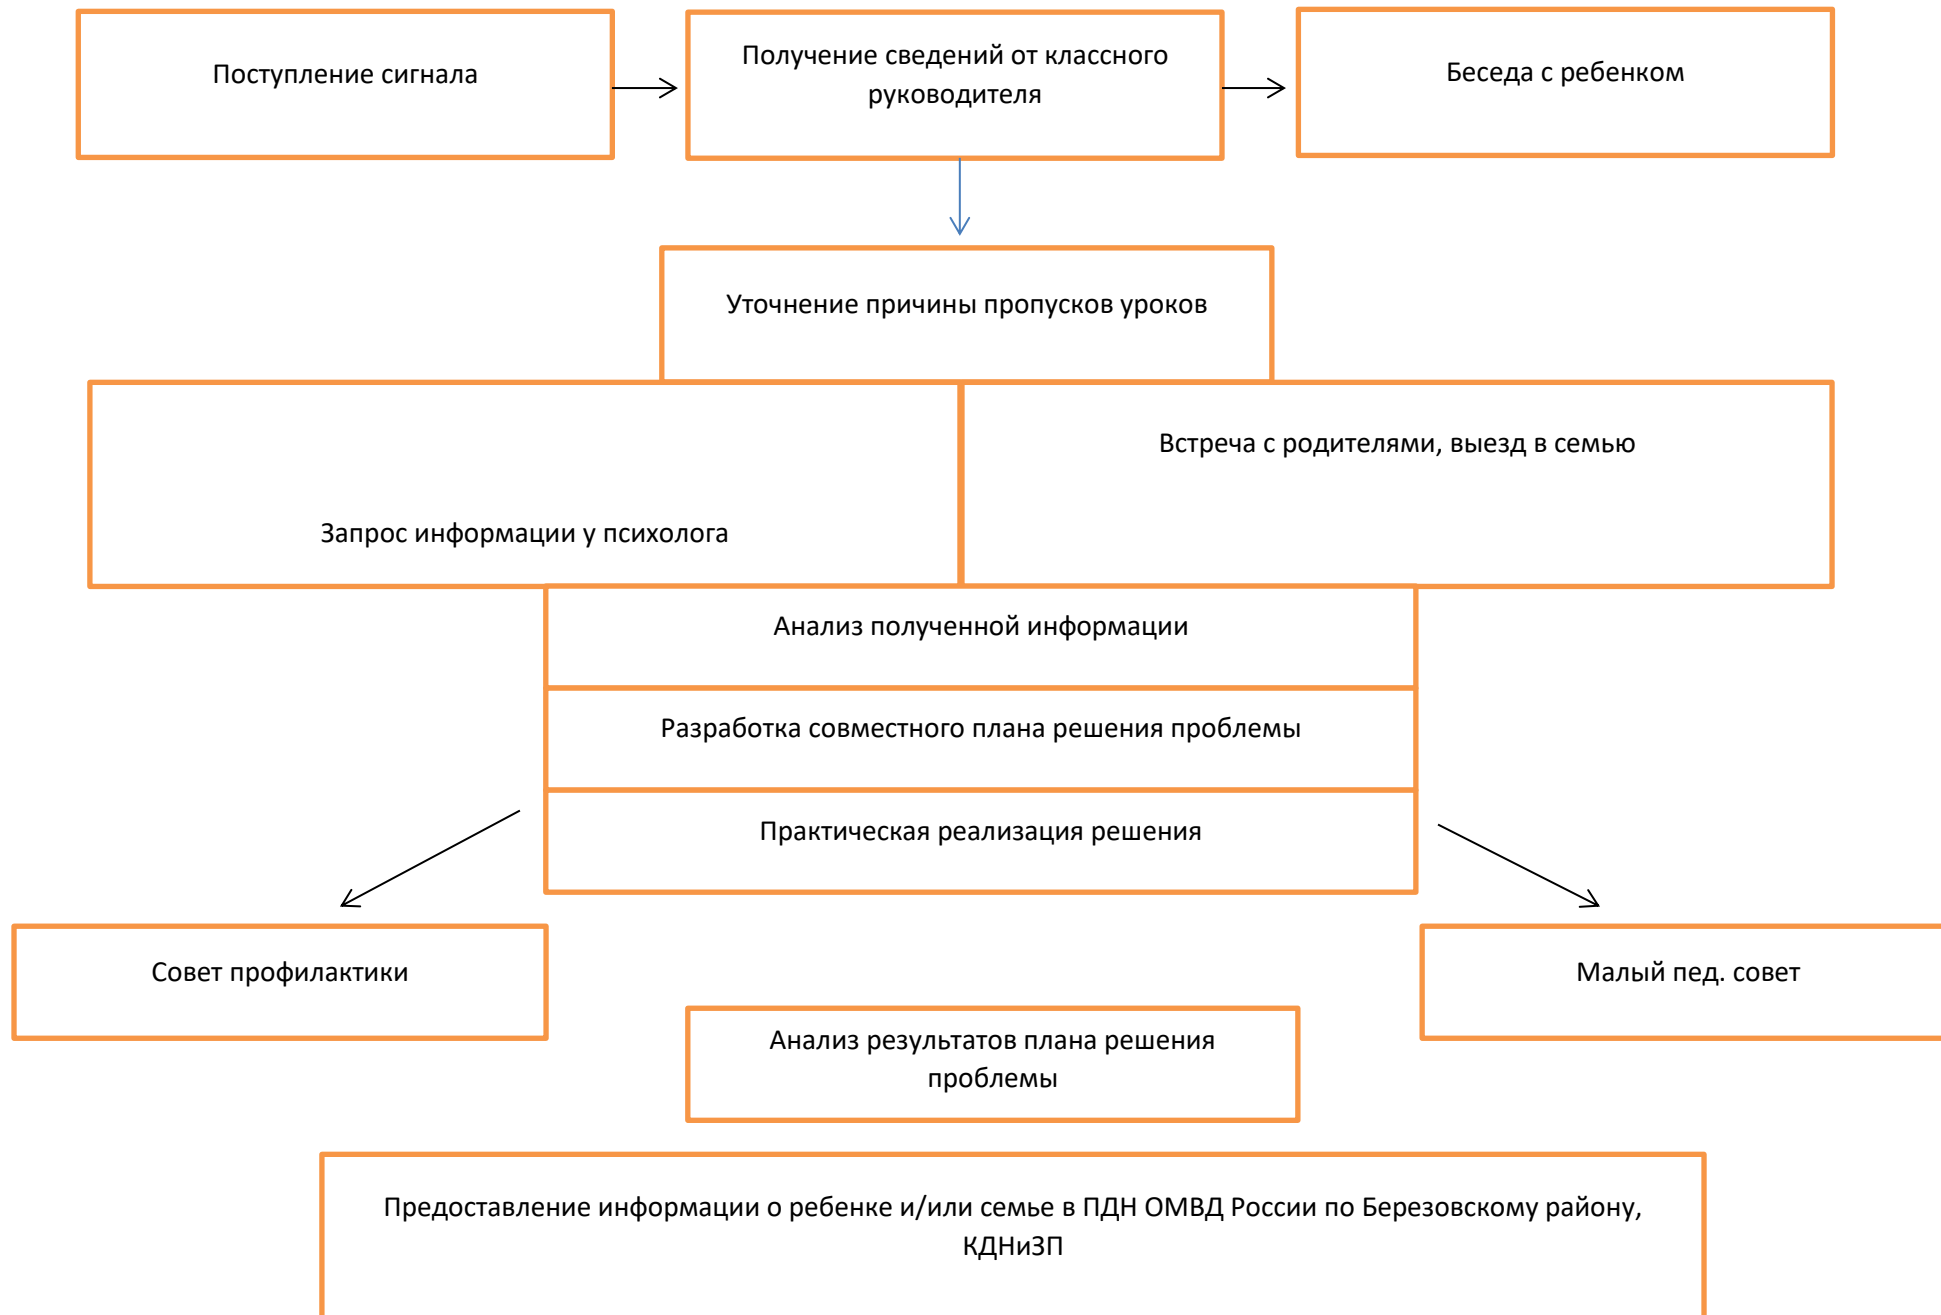 Поступление сигнала
Получение сведений от классного
руководителя
Беседа с ребенком
Уточнение причины пропусков уроков
Запрос информации у психолога
Встреча с родителями, выезд в семью
Анализ полученной информации
Разработка совместного плана решения проблемы
Практическая реализация решения
Совет профилактики
Малый пед. совет
Анализ результатов плана решения
проблемы
Предоставление информации о ребенке и/или семье в ПДН ОМВД России по Березовскому району,
КДНиЗП